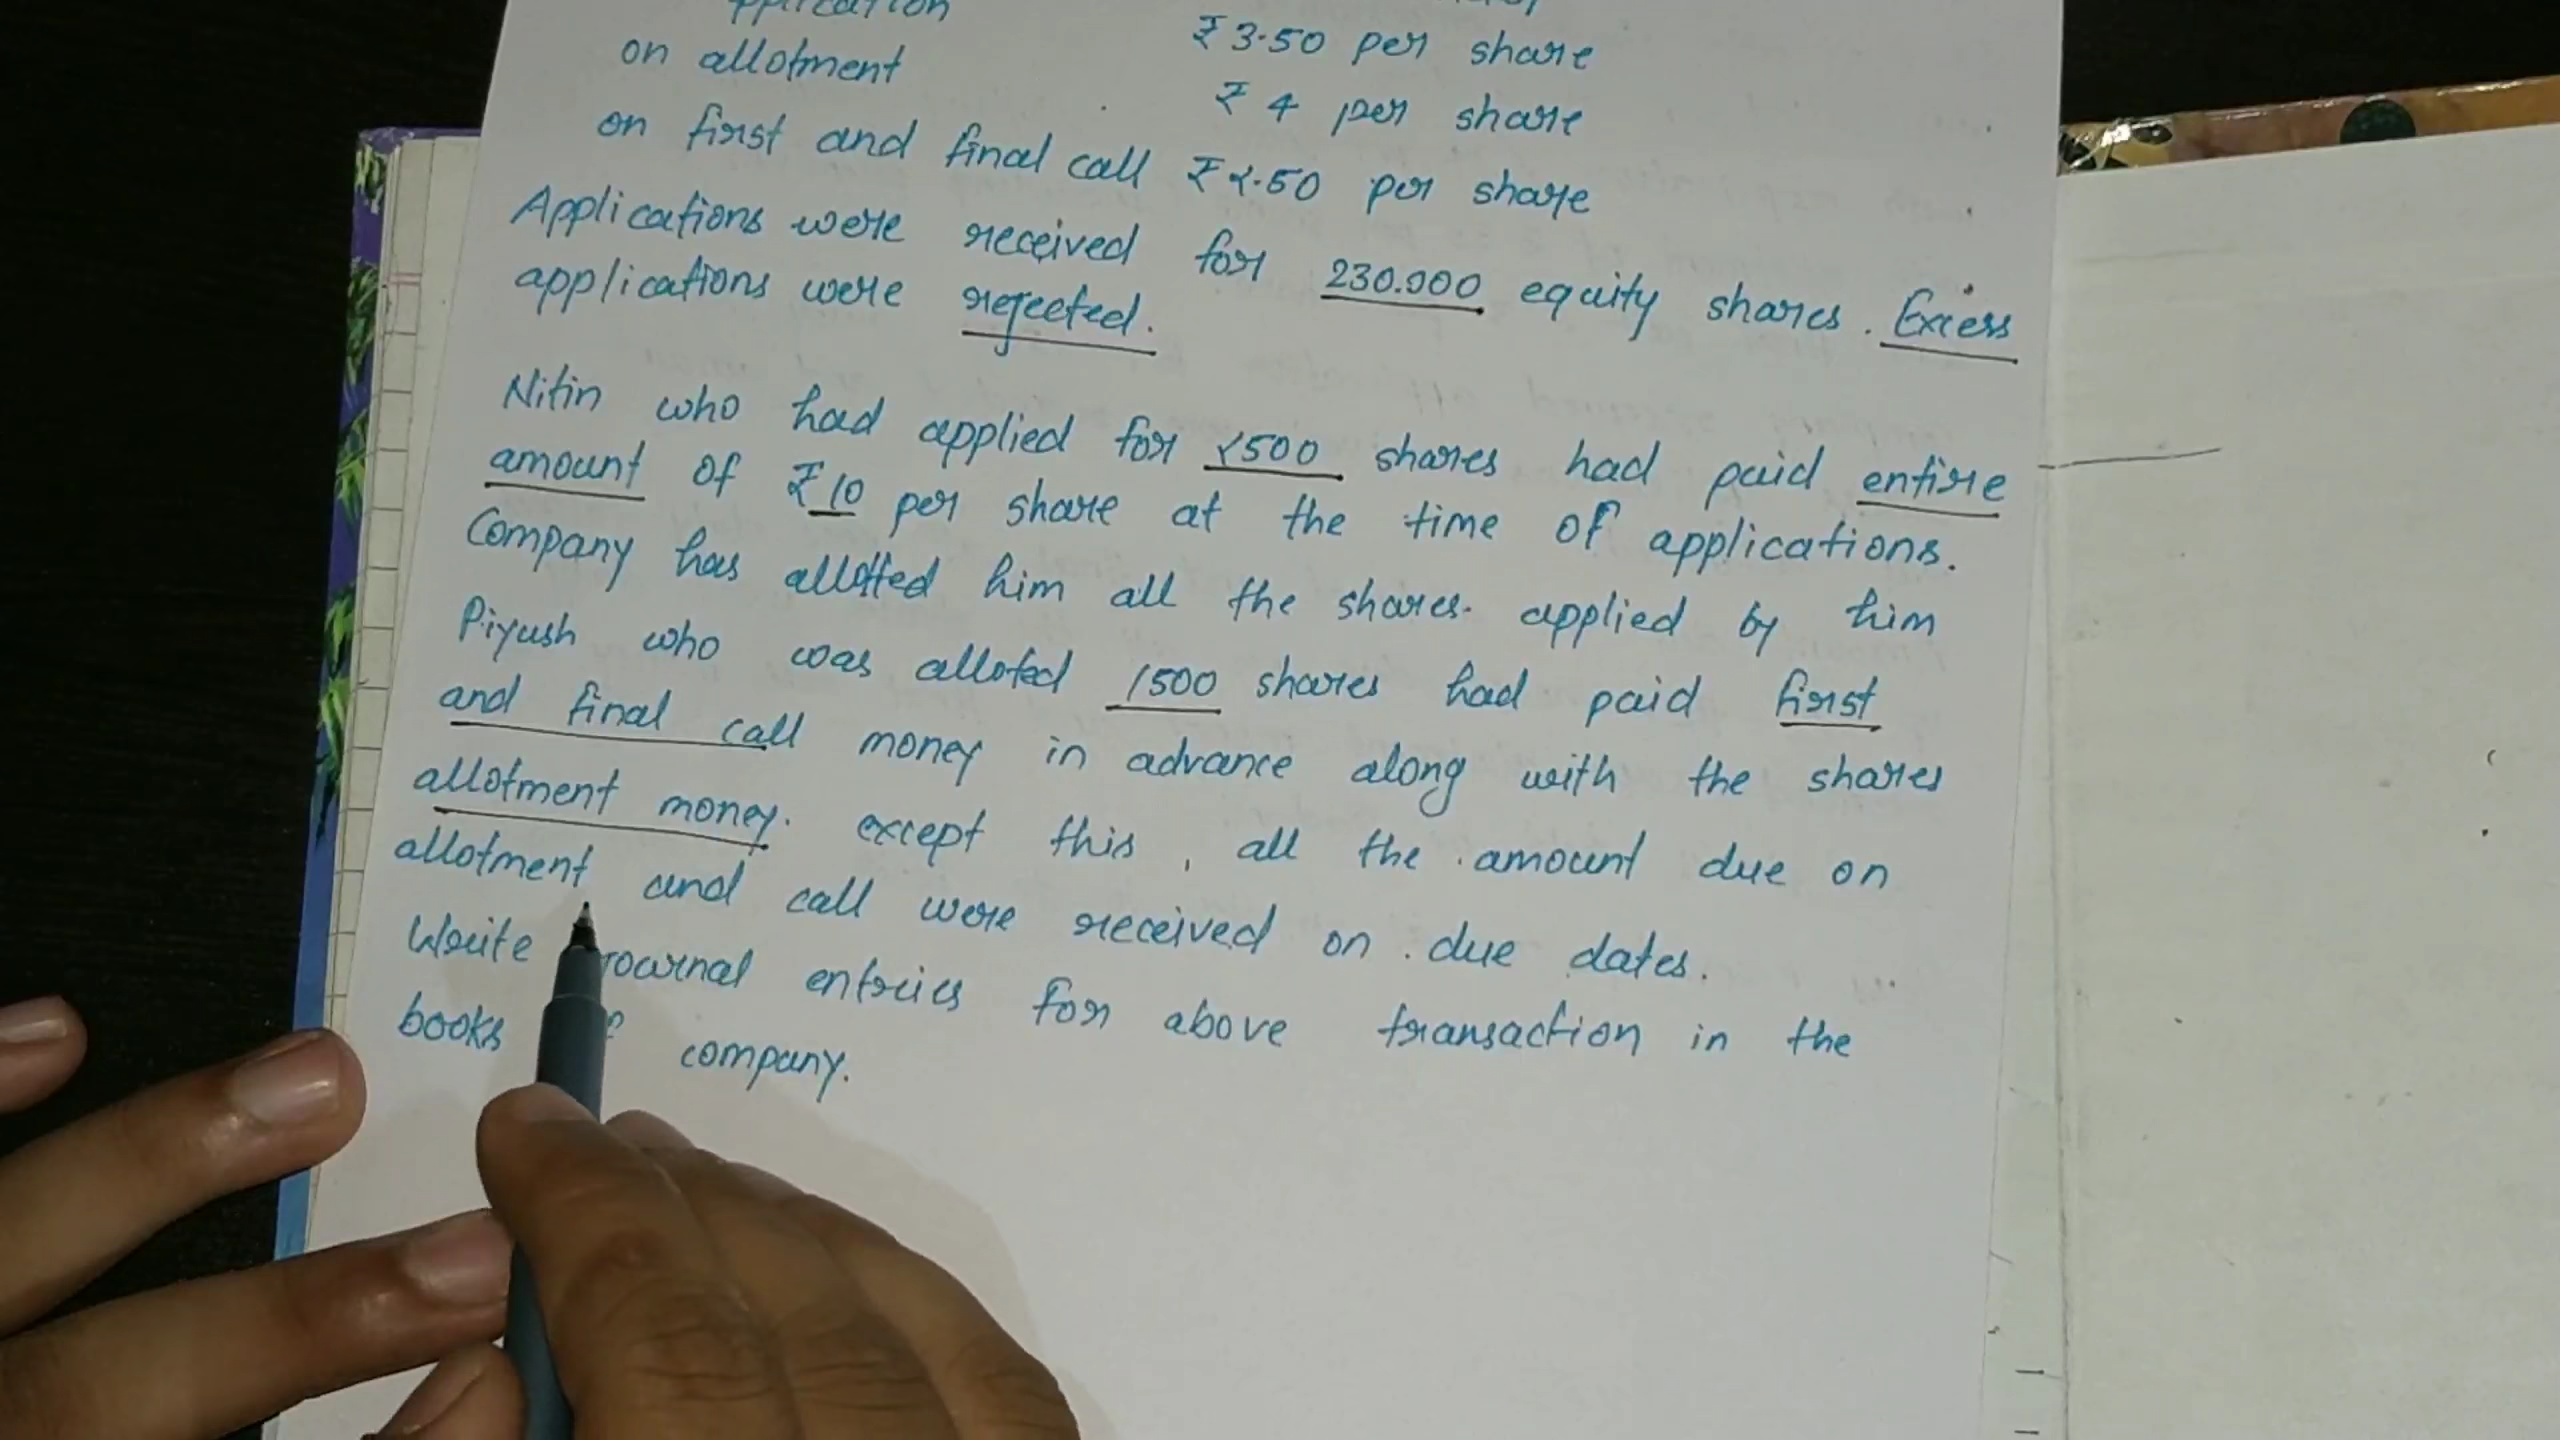 on allotment ₹ 3.50 per share
on first and final call ₹ 4 per share
₹ 2.50 per share
Applications were received for 230.000 equity shares. Excess
applications were rejected.
Nitin who had applied for 2500 shares had paid entire
amount of ₹ 10 per share at the time of applications.
Company has allotted him all the shares. applied by him
Piyush who was alloted 1500 shares had paid first
and final call money in advance along with the shares
allotment money. except this, all the amount due on
allotment and call were received on due dates.
Write journal entries for above transaction in the
books company.